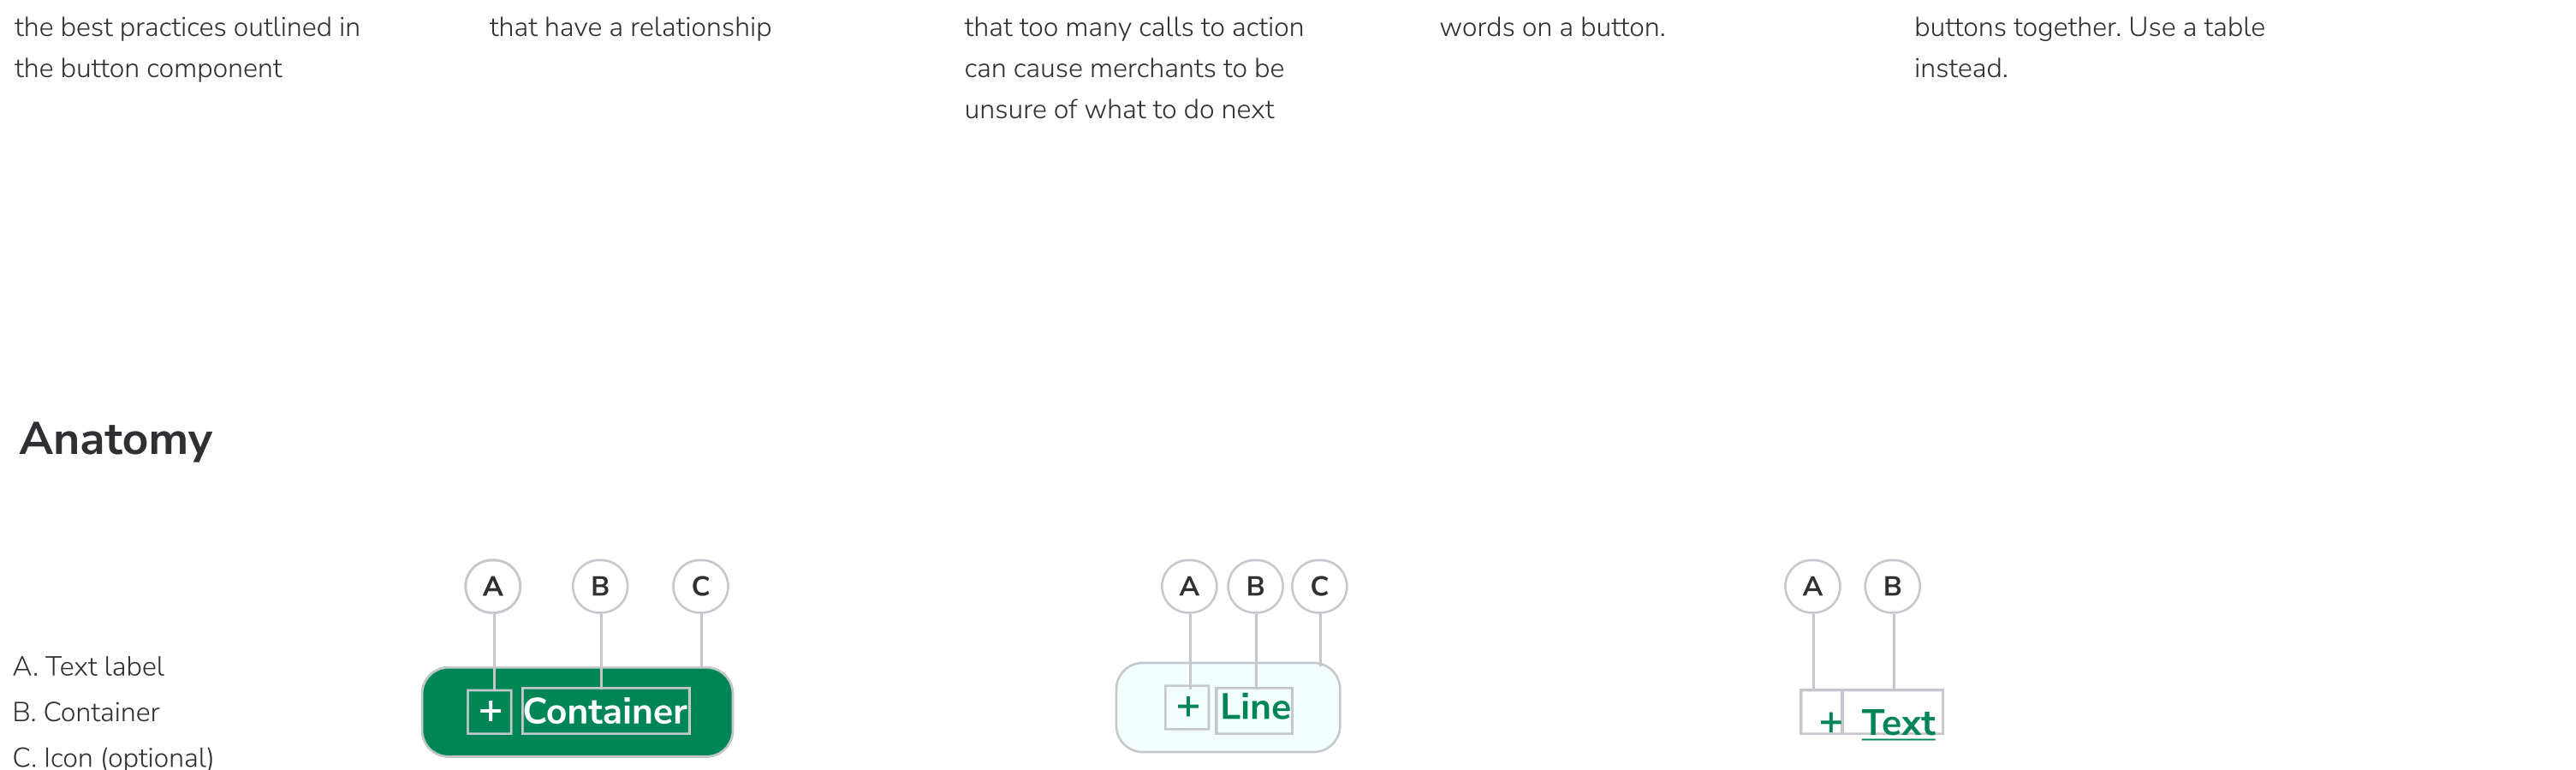 the best practices outlined in
the button component
that have a relationship
that too many calls to action
can cause merchants to be
unsure of what to do next
words on a button.
buttons together. Use a table
instead.
Anatomy
A. Text label
B. Container
C. Icon (optional)
A B C
+ Container
A B C
+ Line
A B
+ Text